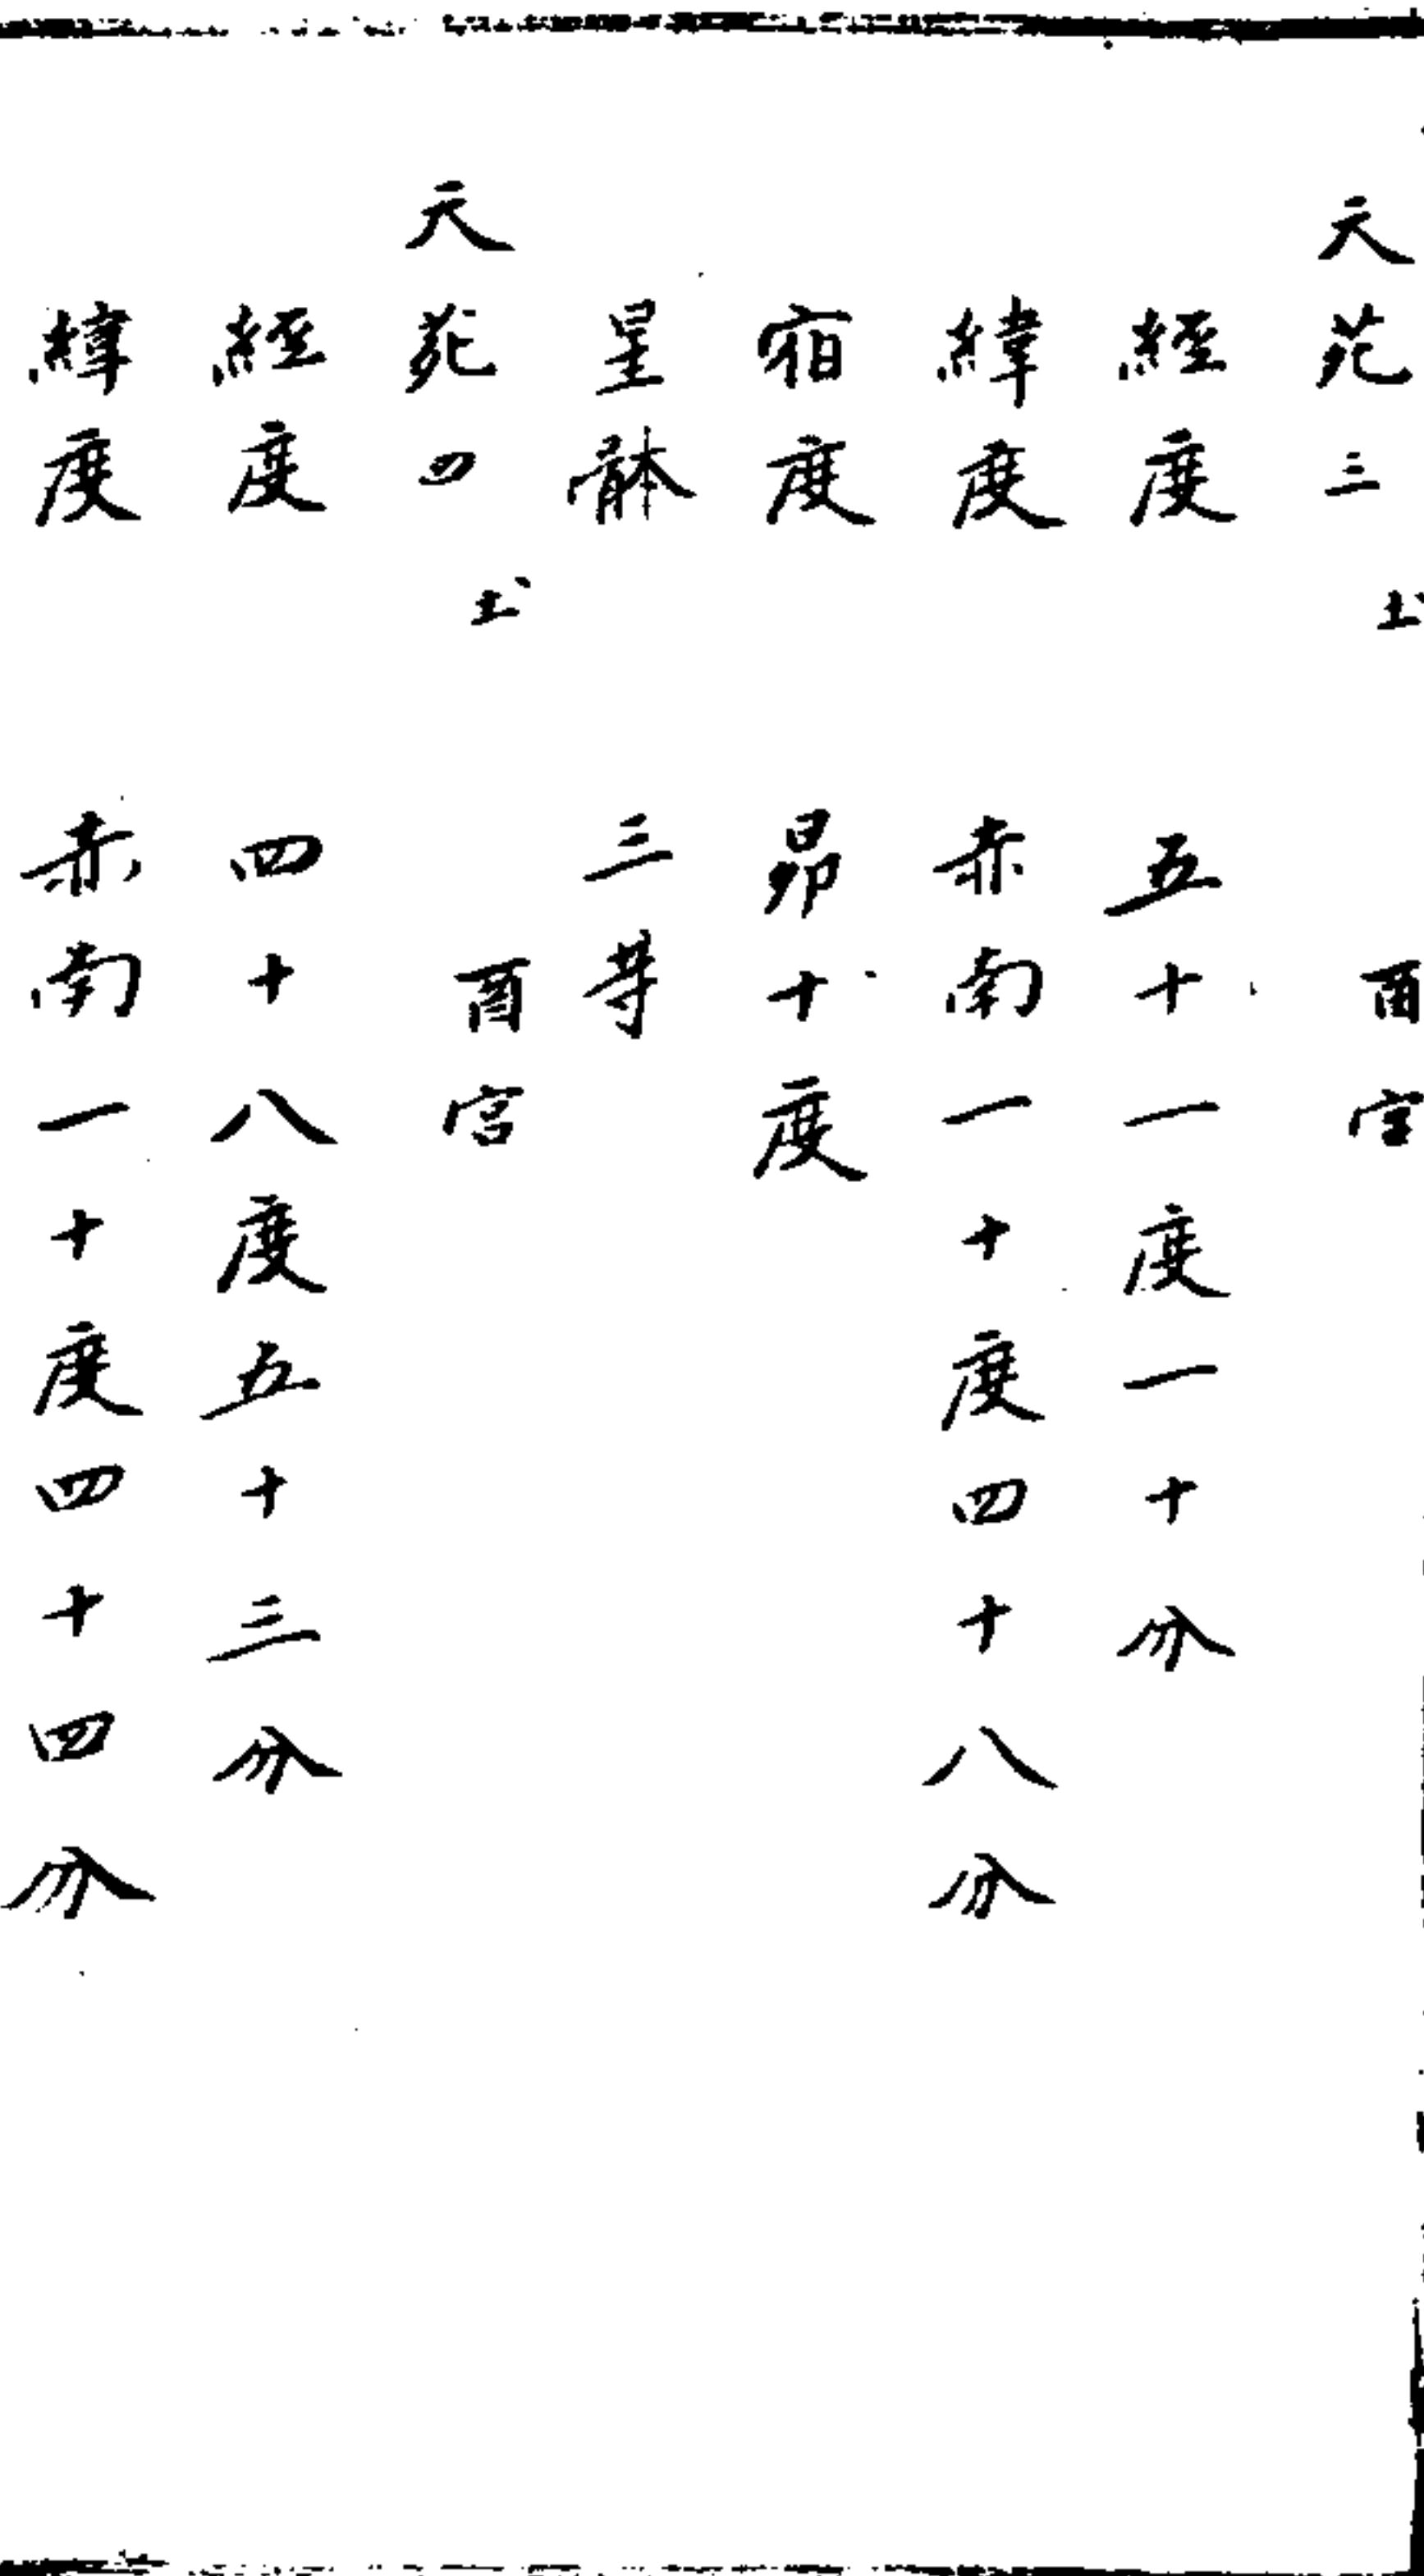 天苑三 土 酉宮
經度 五十一度一十分
緯度 赤南一十度四十八分
宿度 昴十度
星躰 三等
天苑四 土 酉宮
經度 四十八度五十三分
緯度 赤南一十度四十四分